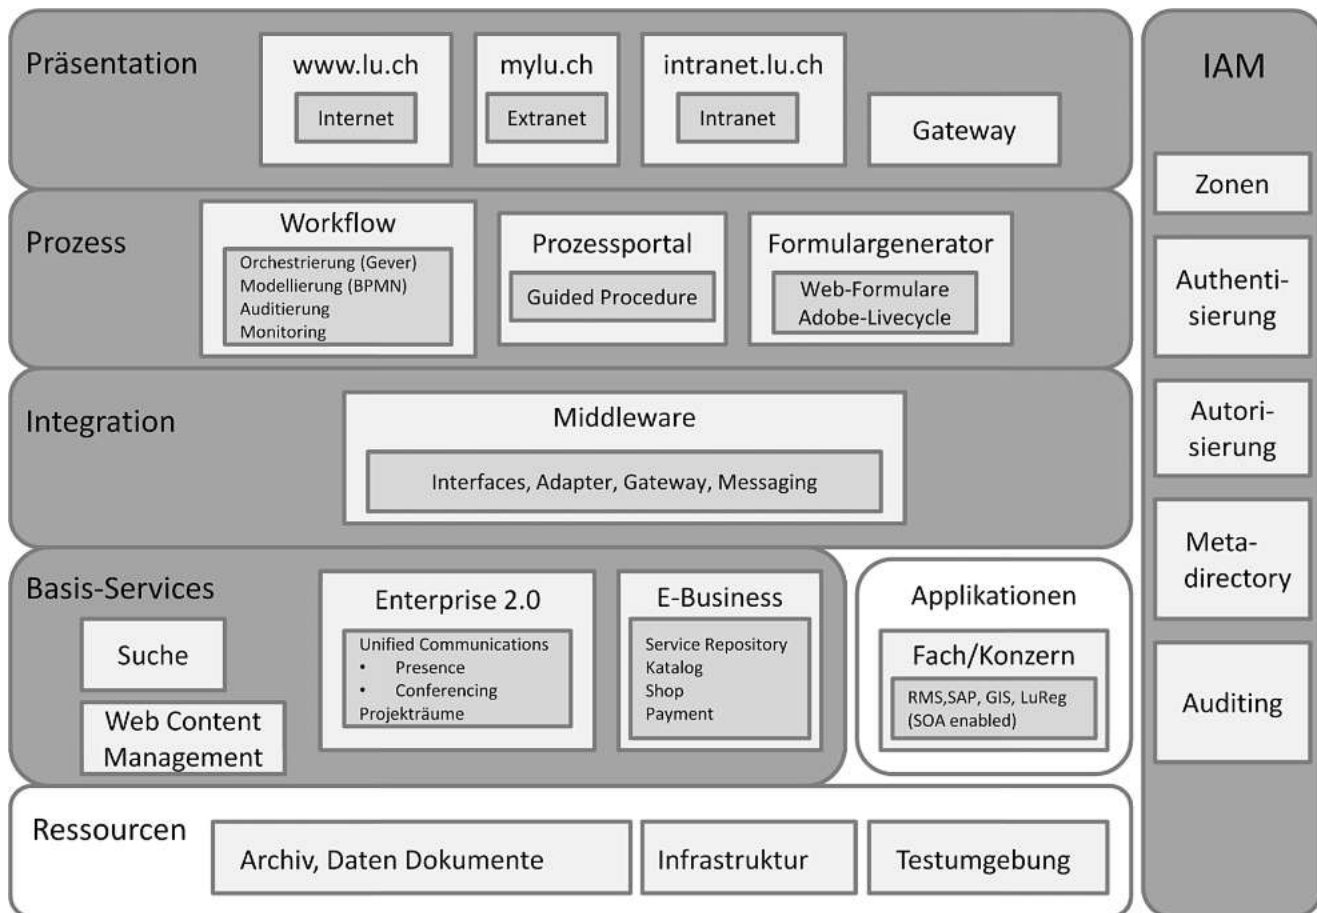 Präsentation
www.lu.ch
Internet
mylu.ch
Extranet
intranet.lu.ch
Intranet
Gateway
Prozess
Workflow
Orchestrierung (Gever)
Modellierung (BPMN)
Auditierung
Monitoring
Prozessportal
Guided Procedure
Formulargenerator
Web-Formulare
Adobe-Livecycle
Integration
Middleware
Interfaces, Adapter, Gateway, Messaging
Basis-Services
Suche
Web Content
Management
Enterprise 2.0
Unified Communications
• Presence
• Conferencing
Projekträume
E-Business
Service Repository
Katalog
Shop
Payment
Applikationen
Fach/Konzern
RMS,SAP, GIS, LuReg
(SOA enabled)
Ressourcen
Archiv, Daten Dokumente
Infrastruktur
Testumgebung
IAM
Zonen
Authenti-
sierung
Autori-
sierung
Meta-
directory
Auditing